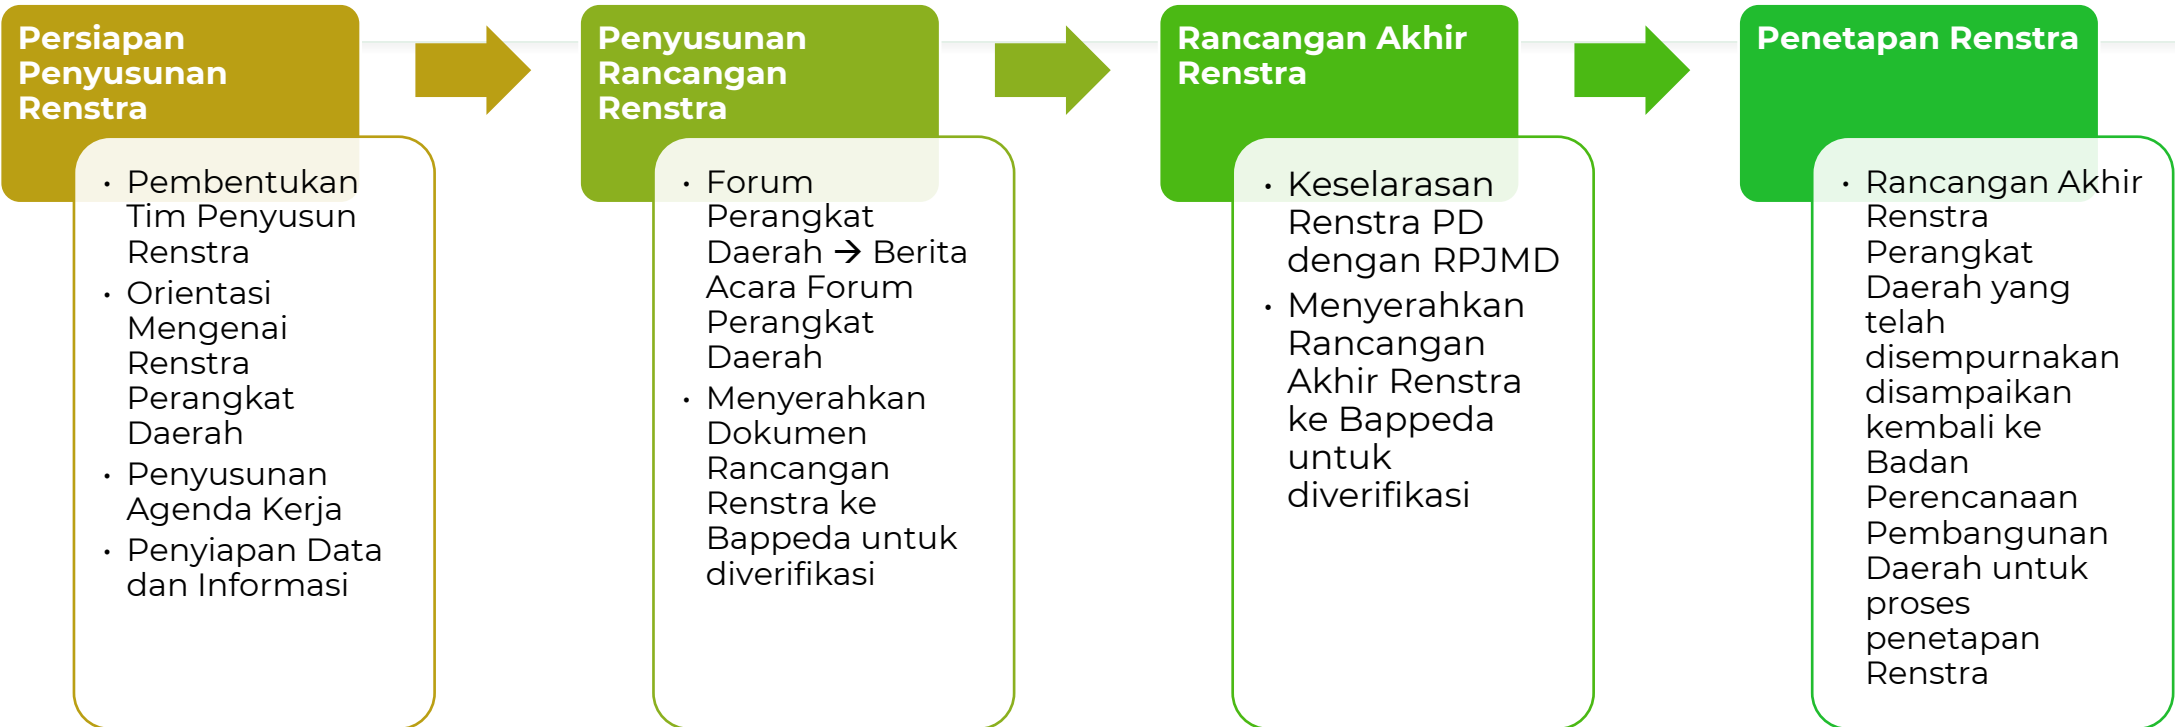 Persiapan
Penyusunan
Renstra
• Pembentukan
Tim Penyusun
Renstra
• Orientasi
Mengenai
Renstra
Perangkat
Daerah
• Penyusunan
Agenda Kerja
• Penyiapan Data
dan Informasi
Penyusunan
Rancangan
Renstra
• Forum
Perangkat
Daerah → Berita
Acara Forum
Perangkat
Daerah
• Menyerahkan
Dokumen
Rancangan
Renstra ke
Bappeda untuk
diverifikasi
Rancangan Akhir
Renstra
• Keselarasan
Renstra PD
dengan RPJMD
• Menyerahkan
Rancangan
Akhir Renstra
ke Bappeda
untuk
diverifikasi
Penetapan Renstra
• Rancangan Akhir
Renstra
Perangkat
Daerah yang
telah
disempurnakan
disampaikan
kembali ke
Badan
Perencanaan
Pembangunan
Daerah untuk
proses
penetapan
Renstra